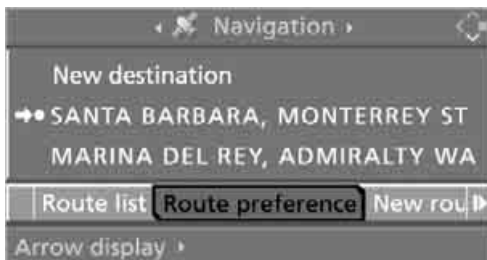 Navigation
New destination
SANTA BARBARA, MONTERREY ST
MARINA DEL REY, ADMIRALTY WA
Route list Route preference New rou
Arrow display